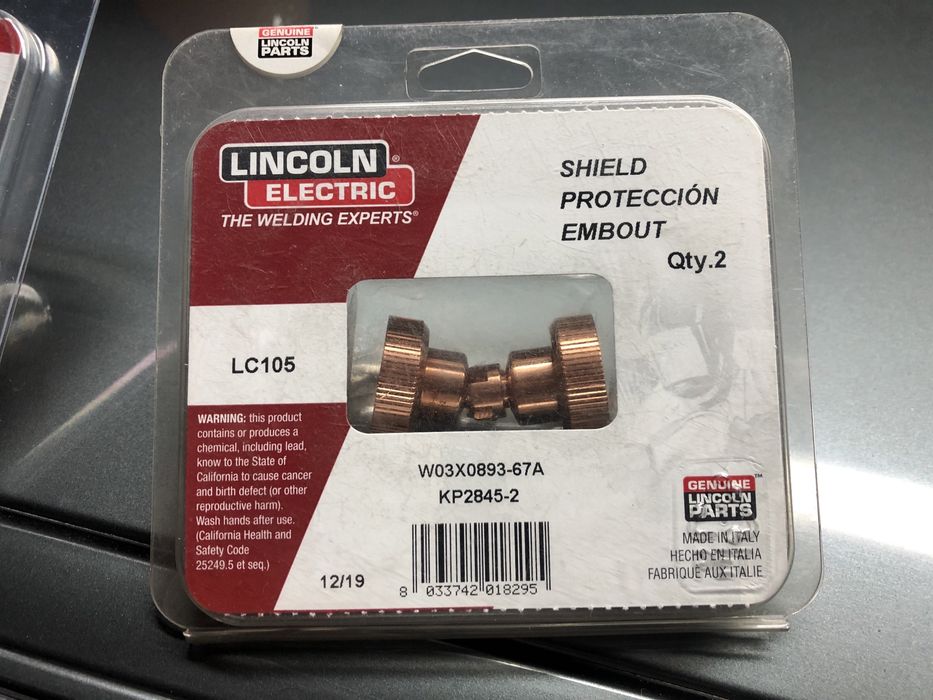 GENUINE
LINCOLN
PARTS
LINCOLN®
ELECTRIC
THE WELDING EXPERTS®
SHIELD
PROTECCIÓN
EMBOUT
Qty.2
LC105
WARNING: this product
contains or produces a
chemical, including lead,
know to the State of
California to cause cancer
and birth defect (or other
reproductive harm).
Wash hands after use.
(California Health and
Safety Code
25249.5 et seq.)
W03X0893-67A
KP2845-2
12/19
8 033742 018295
GENUINE™
LINCOLN
PARTS
MADE IN ITALY
HECHO EN ITALIA
FABRIQUÉ AUX ITALIE